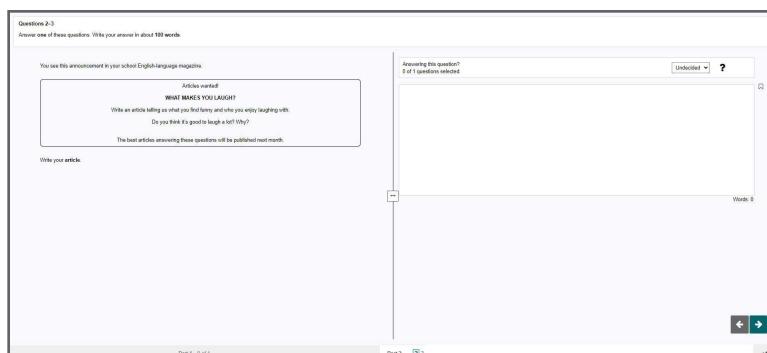 Questions 2–3
Answer one of these questions. Write your answer in about 100 words.
You see this announcement in your school English-language magazine.
Articles wanted!
WHAT MAKES YOU LAUGH?
Write an article telling us what you find funny and who you enjoy laughing with.
Do you think it's good to laugh a lot? Why?
The best articles answering these questions will be published next month.
Write your article.
Answering this question?
0 of 1 questions selected
Undecided
?
Words: 0
Part 2